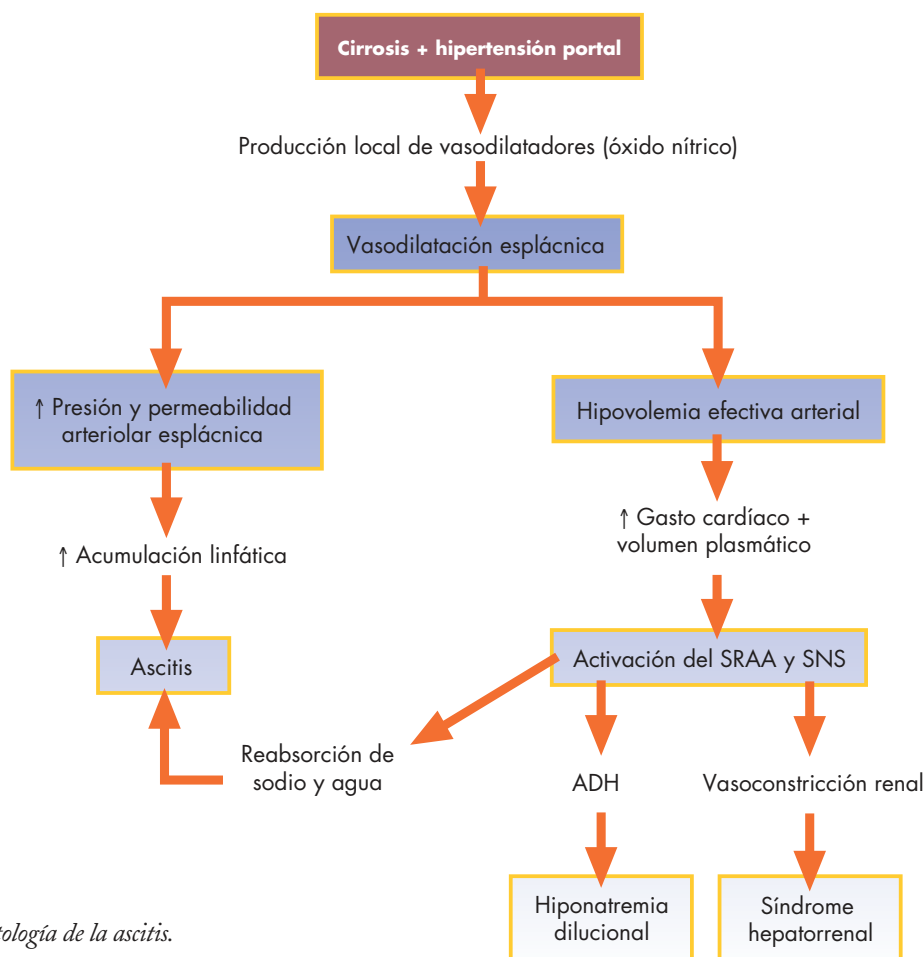 Cirrosis + hipertensión portal
Producción local de vasodilatadores (óxido nítrico)
Vasodilatación esplácnica
↑ Presión y permeabilidad
arteriolar esplácnica
Hipovolemia efectiva arterial
↑ Gasto cardíaco +
volumen plasmático
↑ Acumulación linfática
Ascitis
Activación del SRAA y SNS
Reabsorción de
sodio y agua
ADH
Vasoconstricción renal
Hiponatremia
dilucional
Síndrome
hepatorrenal
tología de la ascitis.